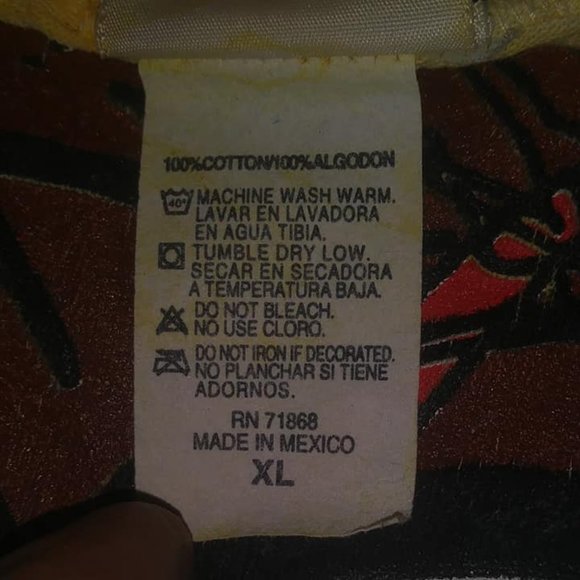 100%COTTON/100%ALGODON
40°
MACHINE WASH WARM.
LAVAR EN LAVADORA
EN AGUA TIBIA.
TUMBLE DRY LOW.
SECAR EN SECADORA
A TEMPERATURA BAJA.
DO NOT BLEACH.
NO USE CLORO.
DO NOT IRON IF DECORATED.
NO PLANCHAR SI TIENE
ADORNOS.
RN 71868
MADE IN MEXICO
XL